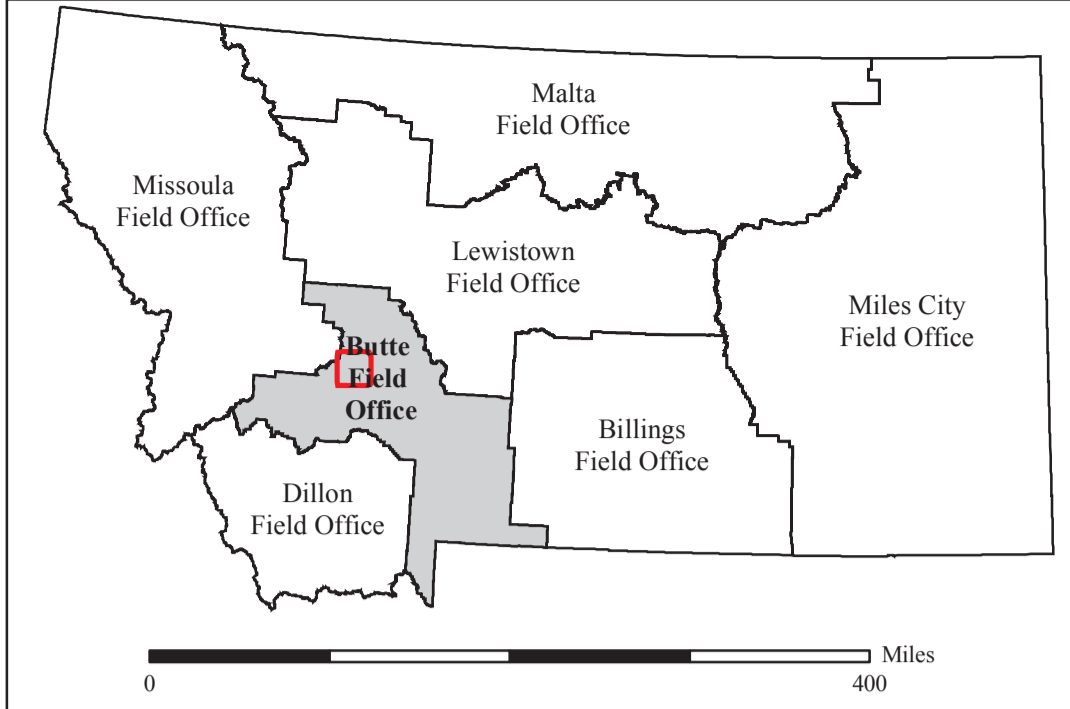 Malta
Field Office
Missoula
Field Office
Lewistown
Field Office
Miles City
Field Office
Butte
Field
Office
Billings
Field Office
Dillon
Field Office
Miles
0
400